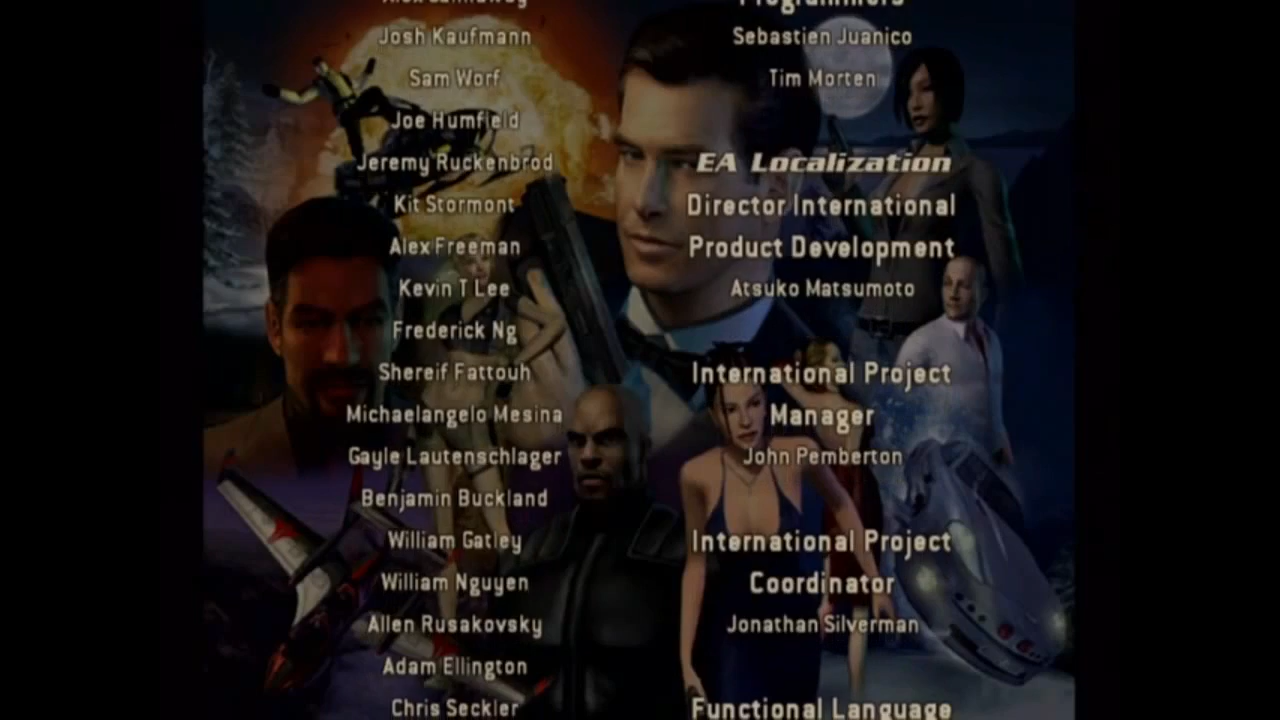 Josh Kaufmann
Sam Worf
Joe Humfield
Jeremy Ruckenbrod
Kit Stormont
Alex Freeman
Kevin T Lee
Frederick Ng
Shereif Fattouh
Michaelangelo Mesina
Gayle Lautenschlager
Benjamin Buckland
William Gatley
William Nguyen
Allen Rusakovsky
Adam Ellington
Chris Seckler
Programmers
Sebastien Juanico
Tim Morten
EA Localization
Director International
Product Development
Atsuko Matsumoto
International Project
Manager
John Pemberton
International Project
Coordinator
Jonathan Silverman
Functional Language